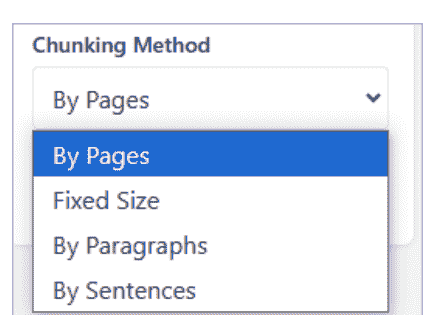 Chunking Method
By Pages
By Pages
Fixed Size
By Paragraphs
By Sentences